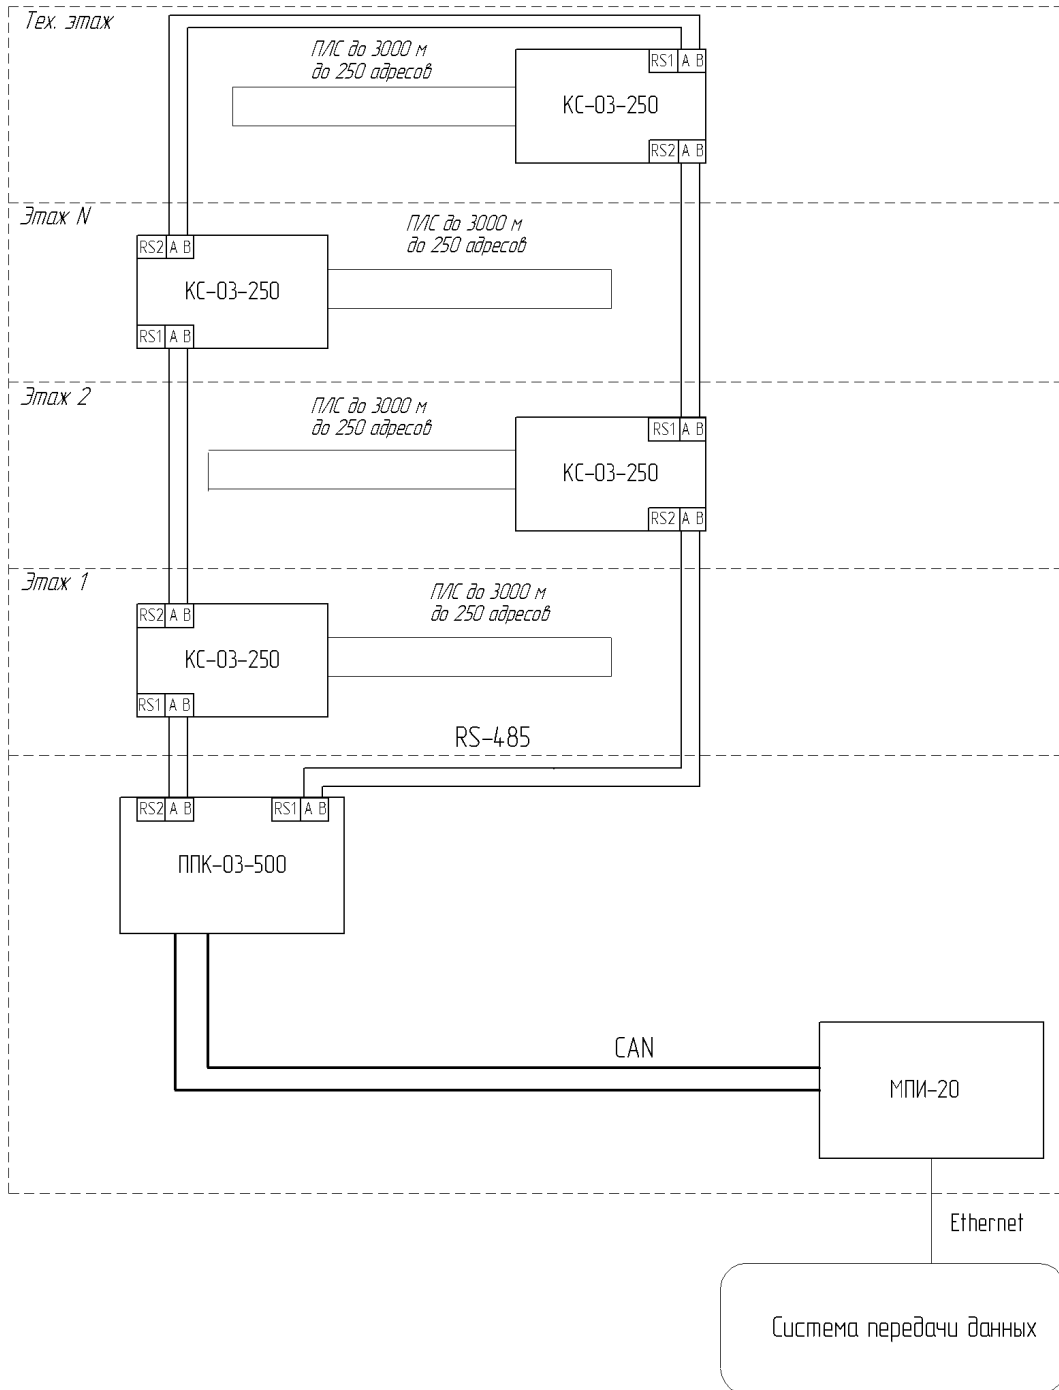 Тех. этаж
ПЛС до 3000 м
до 250 адресов
RS1 A B
КС-03-250
RS2 A B
Этаж N
ПЛС до 3000 м
до 250 адресов
RS2 A B
КС-03-250
RS1 A B
Этаж 2
ПЛС до 3000 м
до 250 адресов
RS1 A B
КС-03-250
RS2 A B
Этаж 1
ПЛС до 3000 м
до 250 адресов
RS2 A B
КС-03-250
RS1 A B
RS-485
RS2 A B
RS1 A B
ППК-03-500
CAN
МПИ-20
Ethernet
Система передачи данных